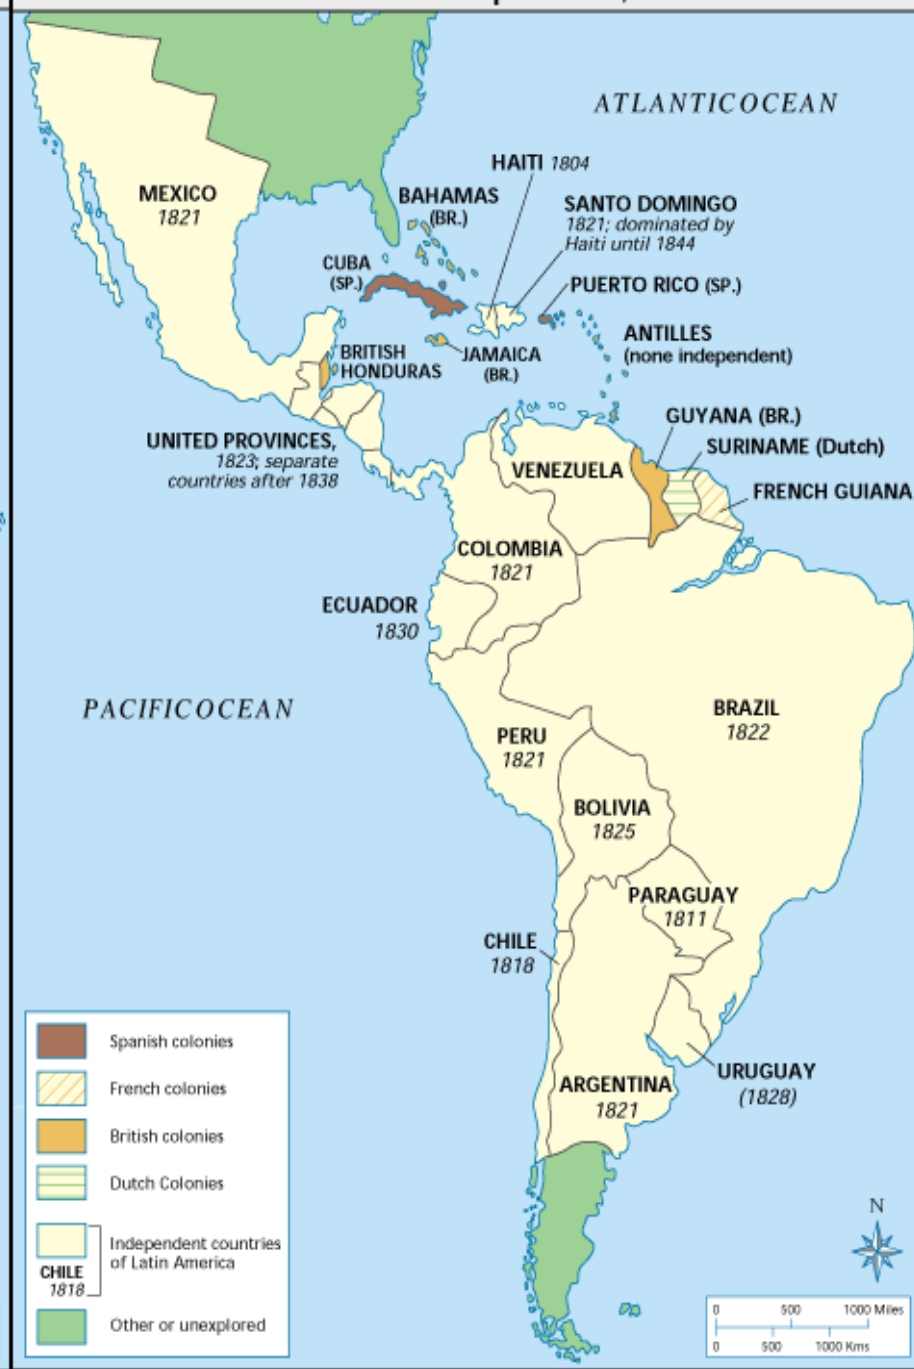 ATLANTIC OCEAN
HAITI 1804
MEXICO
1821
BAHAMAS
(BR.)
SANTO DOMINGO
1821; dominated by
Haiti until 1844
CUBA
(SP.)
PUERTO RICO (SP.)
ANTILLES
(none independent)
BRITISH
HONDURAS
JAMAICA
(BR.)
GUYANA (BR.)
UNITED PROVINCES,
1823; separate
countries after 1838
SURINAME (Dutch)
VENEZUELA
FRENCH GUIANA
COLOMBIA
1821
ECUADOR
1830
PACIFIC OCEAN
BRAZIL
1822
PERU
1821
BOLIVIA
1825
PARAGUAY
1811
CHILE
1818
URUGUAY
(1828)
ARGENTINA
1821
Spanish colonies
French colonies
British colonies
Dutch Colonies
Independent countries
of Latin America
CHILE
1818
Other or unexplored
N
0 500 1000 Miles
0 500 1000 Kms